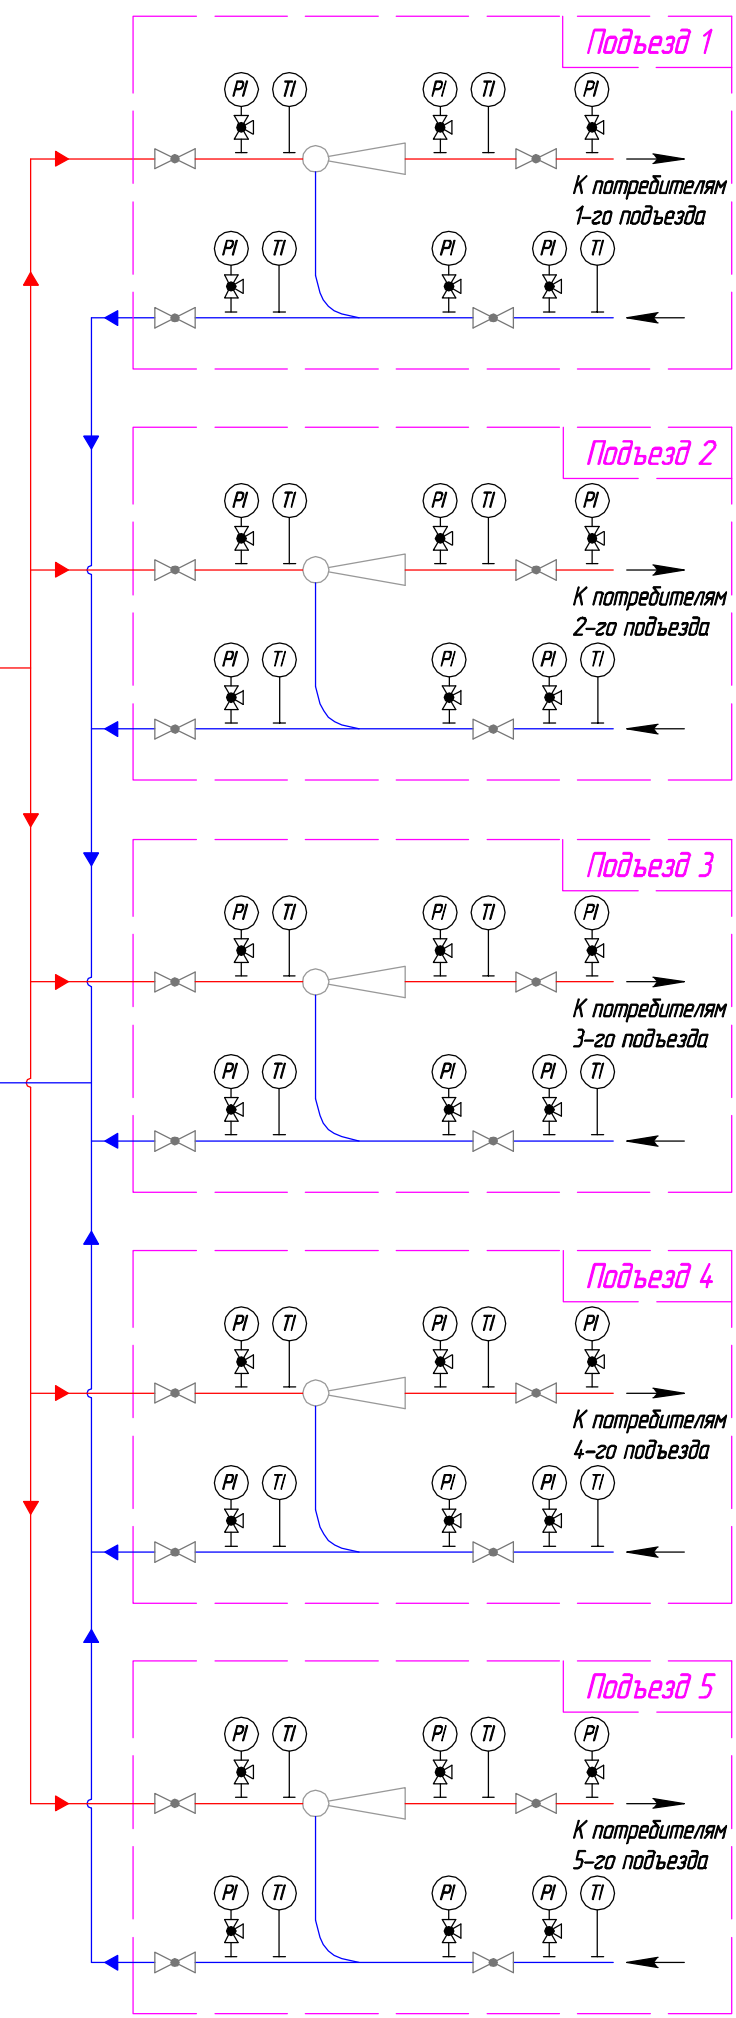 Подъезд 1
PI TI PI TI PI
К потребителям
1-го подъезда
PI TI PI PI TI
Подъезд 2
PI TI PI TI PI
К потребителям
2-го подъезда
PI TI PI PI TI
Подъезд 3
PI TI PI TI PI
К потребителям
3-го подъезда
PI TI PI PI TI
Подъезд 4
PI TI PI TI PI
К потребителям
4-го подъезда
PI TI PI PI TI
Подъезд 5
PI TI PI TI PI
К потребителям
5-го подъезда
PI TI PI PI TI